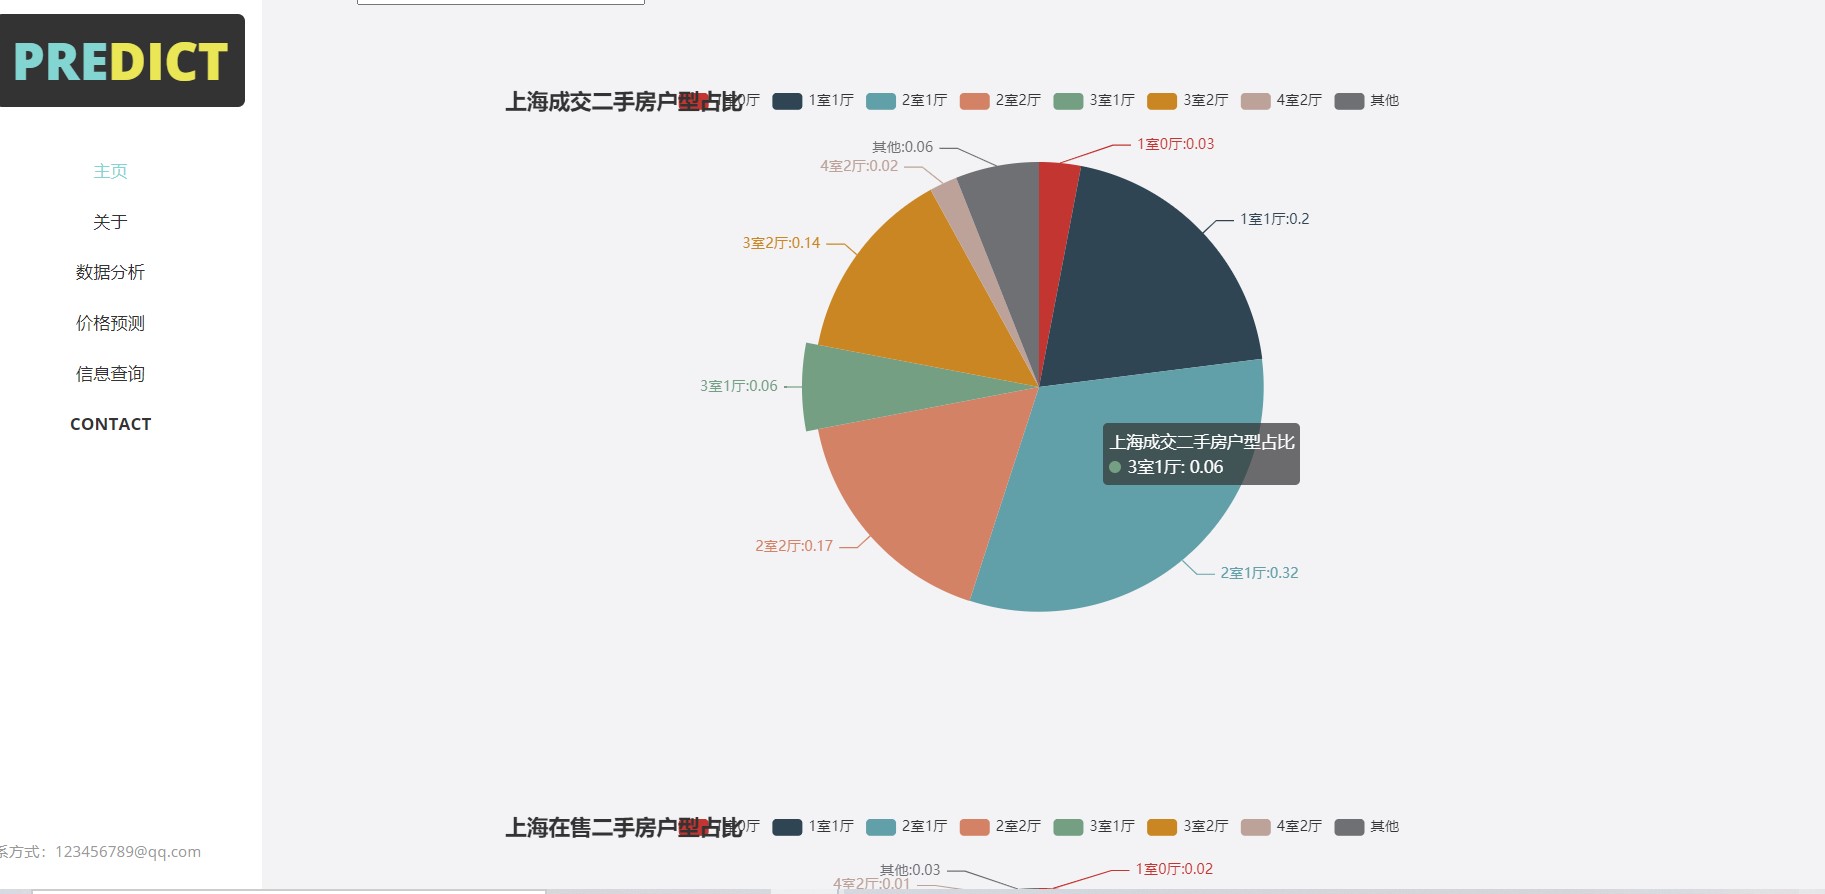 PREDICT
主页
关于
数据分析
价格预测
信息查询
CONTACT
系方式：123456789@qq.com
上海成交二手房户型占比
1室1厅
2室1厅
2室2厅
3室1厅
3室2厅
4室2厅
其他
其他:0.06
1室0厅:0.03
4室2厅:0.02
1室1厅:0.2
3室2厅:0.14
3室1厅:0.06
上海成交二手房户型占比
3室1厅: 0.06
2室2厅:0.17
2室1厅:0.32
上海在售二手房户型占比
1室1厅
2室1厅
2室2厅
3室1厅
3室2厅
4室2厅
其他
其他:0.03
1室0厅:0.02
4室2厅:0.01